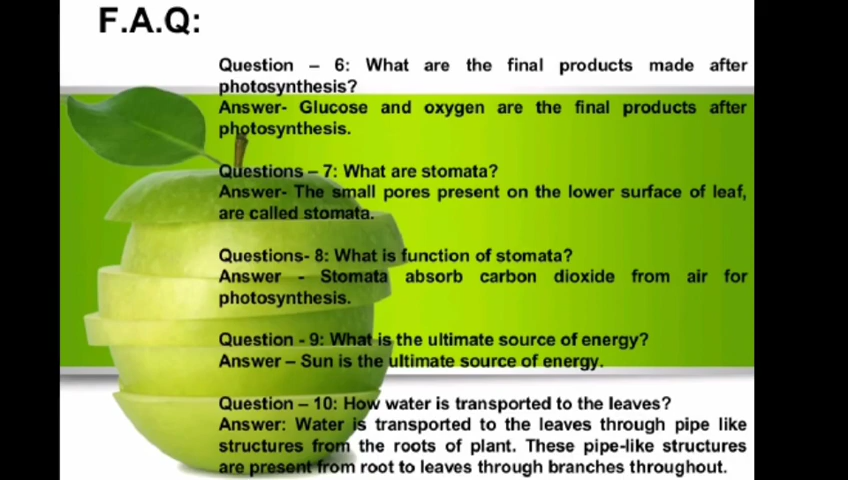 F.A.Q:
Question – 6: What are the final products made after
photosynthesis?
Answer- Glucose and oxygen are the final products after
photosynthesis.
Questions – 7: What are stomata?
Answer- The small pores present on the lower surface of leaf,
are called stomata.
Questions- 8: What is function of stomata?
Answer - Stomata absorb carbon dioxide from air for
photosynthesis.
Question - 9: What is the ultimate source of energy?
Answer – Sun is the ultimate source of energy.
Question – 10: How water is transported to the leaves?
Answer: Water is transported to the leaves through pipe like
structures from the roots of plant. These pipe-like structures
are present from root to leaves through branches throughout.